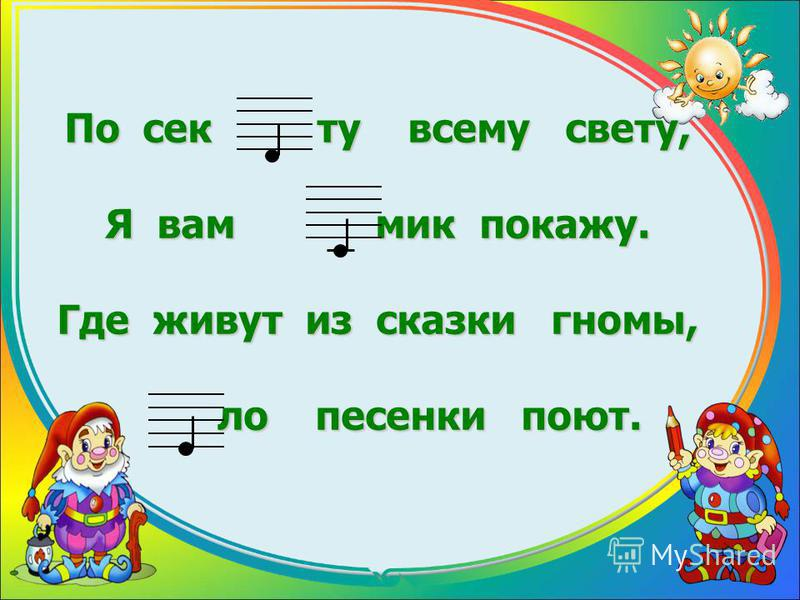 По сек ту всему свету,
Я вам мик покажу.
Где живут из сказки гномы,
ло песенки поют.
MyShared